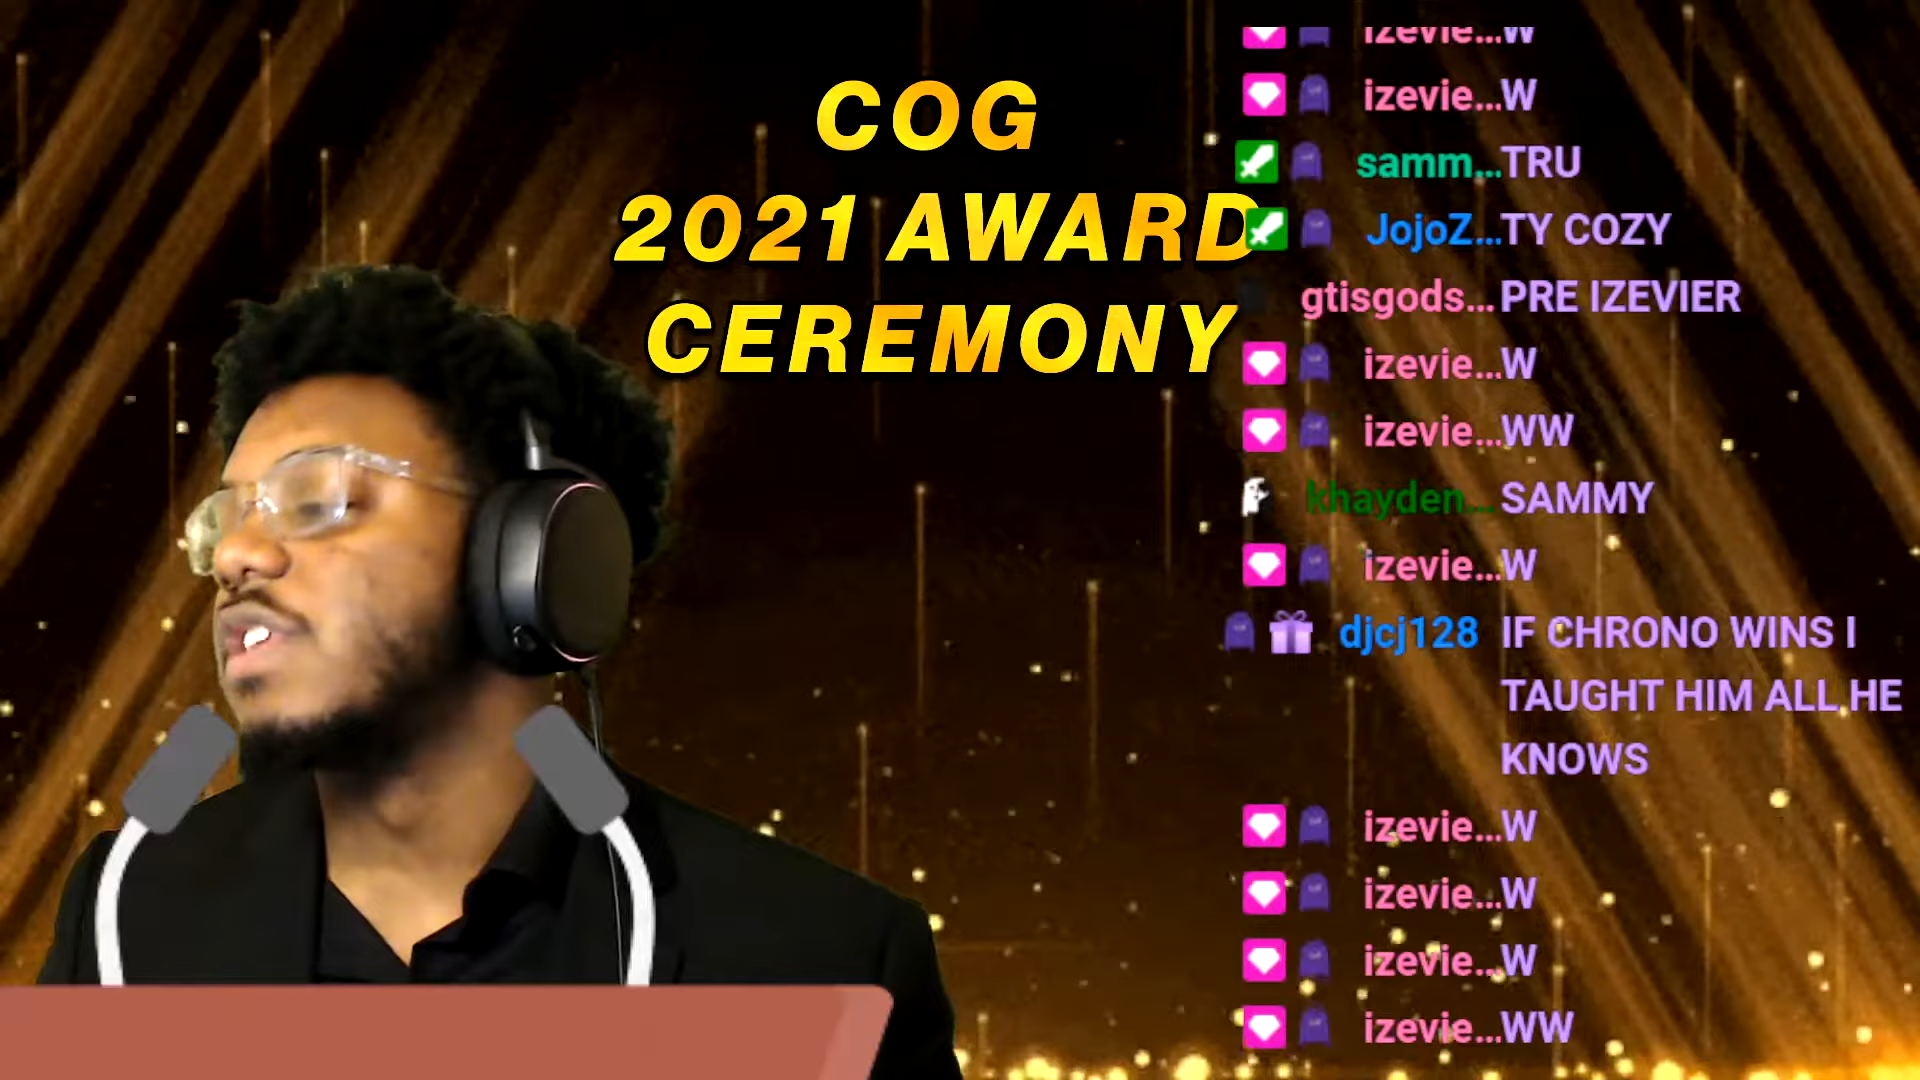 COG
2021 AWARD
CEREMONY
izevie...W
izevie...W
samm...TRU
JojoZ...TY COZY
gtisgods...PRE IZEVIER
izevie...W
izevie...WW
khayden...SAMMY
izevie...W
djcj128 IF CHRONO WINS I
TAUGHT HIM ALL HE
KNOWS
izevie...W
izevie...W
izevie...W
izevie...WW